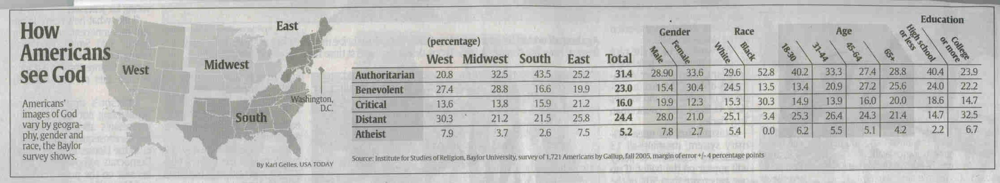 How
Americans
see God
Americans'
images of God
vary by geogra-
phy, gender and
race, the Baylor
survey shows.
West
Midwest
East
South
Washington,
D.C.
By Karl Gelles, USA TODAY
(percentage)
Gender
Race
Age
Education
West Midwest South East Total Male Female White Black 18-30 31-44 45-64 65+ High school or less College or more
Authoritarian 20.8 32.5 43.5 25.2 31.4 28.90 33.6 29.6 52.8 40.2 33.3 27.4 28.8 40.4 23.9
Benevolent 27.4 28.8 16.6 19.9 23.0 15.4 30.4 24.5 13.5 13.4 20.9 27.2 25.6 24.0 22.2
Critical 13.6 13.8 15.9 21.2 16.0 19.9 12.3 15.3 30.3 14.9 13.9 16.0 20.0 18.6 14.7
Distant 30.3 21.2 21.5 25.8 24.4 28.0 21.0 25.1 3.4 25.3 26.4 24.3 21.4 14.7 32.5
Atheist 7.9 3.7 2.6 7.5 5.2 7.8 2.7 5.4 0.0 6.2 5.5 5.1 4.2 2.2 6.7
Source: Institute for Studies of Religion, Baylor University, survey of 1,721 Americans by Gallup, fall 2005, margin of error +/- 4 percentage points